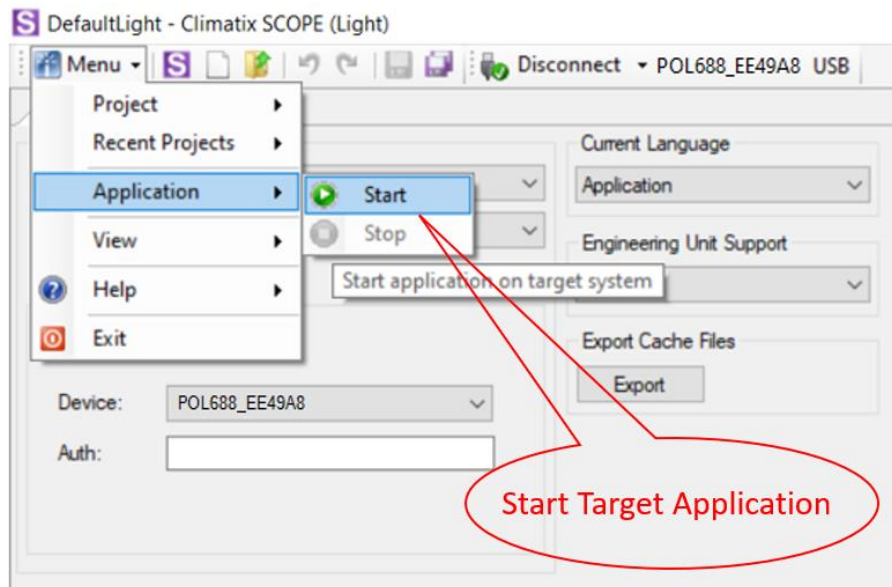 DefaultLight - Climatix SCOPE (Light)
Menu Disconnect POL688_EE49A8 USB
Project
Recent Projects
Application
Start
Stop
Start application on target system
View
Help
Exit
Device: POL688_EE49A8
Auth:
Current Language
Application
Engineering Unit Support
Export Cache Files
Export
Start Target Application